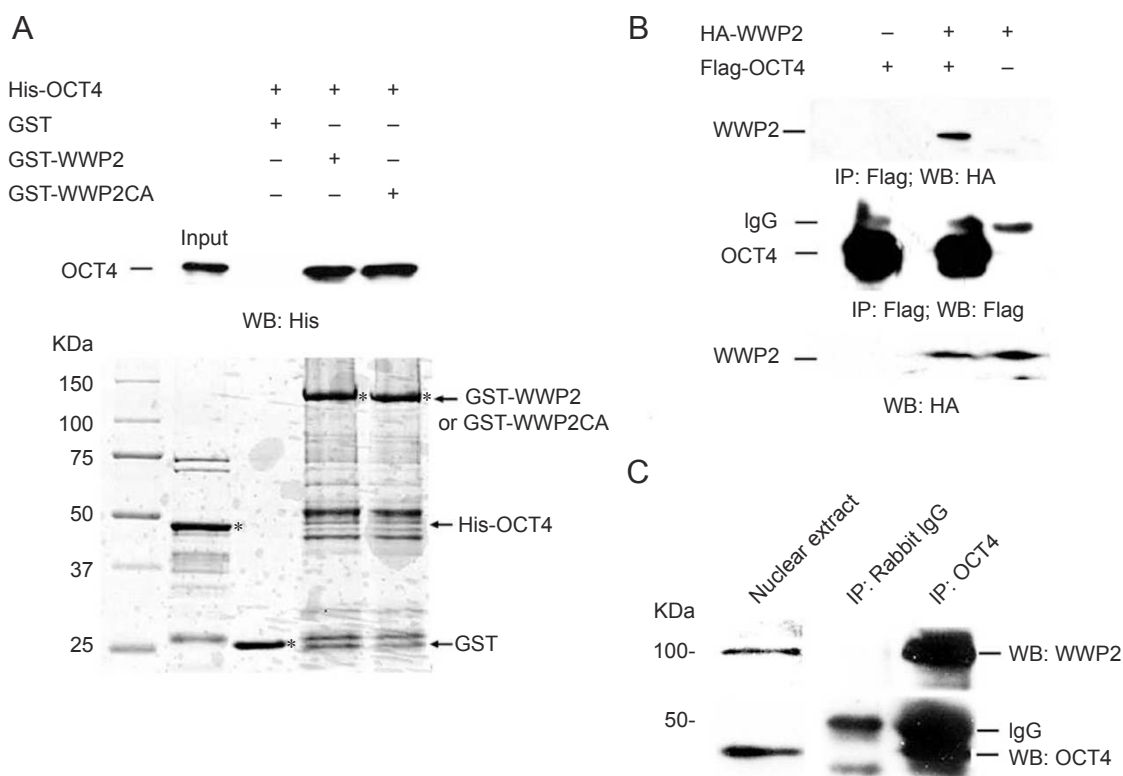 A
His-OCT4 + + +
GST + – –
GST-WWP2 – + –
GST-WWP2CA – – +
Input
OCT4
WB: His
KDa
150
100
75
50
37
25
*
*
*
*
GST-WWP2
or GST-WWP2CA
His-OCT4
GST
B
HA-WWP2 – + +
Flag-OCT4 + + –
WWP2
IP: Flag; WB: HA
IgG
OCT4
IP: Flag; WB: Flag
WWP2
WB: HA
C
Nuclear extract
IP: Rabbit IgG
IP: OCT4
KDa
100-
WB: WWP2
50-
IgG
WB: OCT4